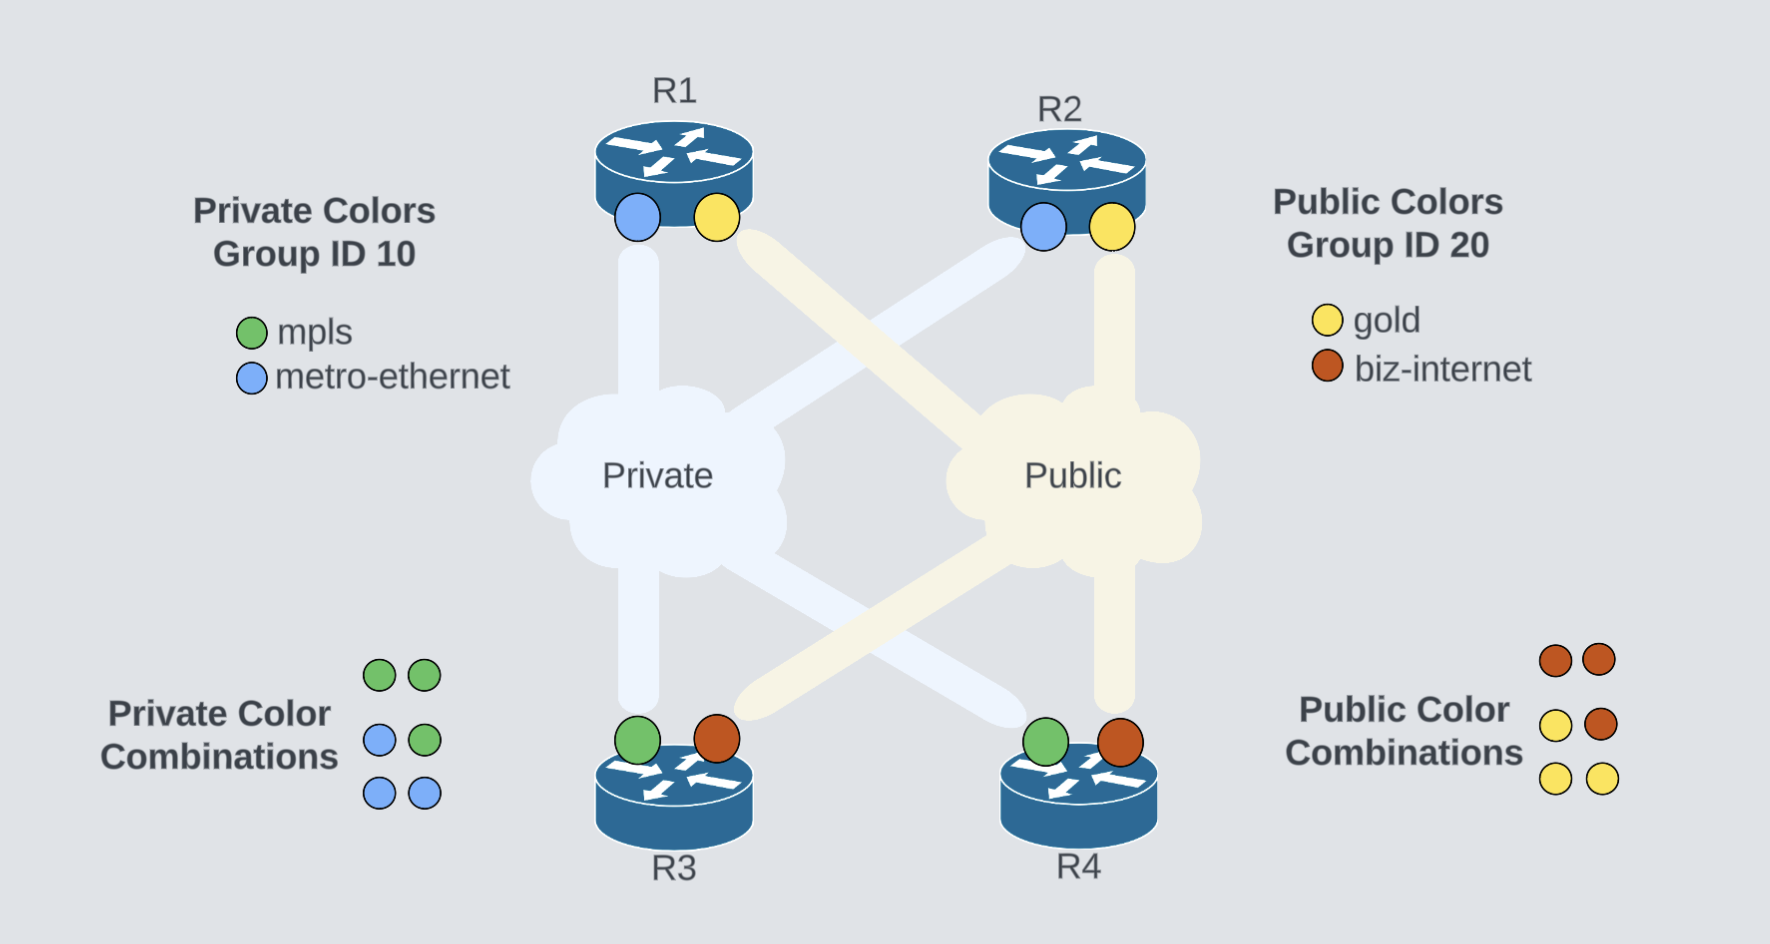 R1
R2
Private Colors
Group ID 10
mpls
metro-ethernet
Public Colors
Group ID 20
gold
biz-internet
Private
Public
Private Color
Combinations
Public Color
Combinations
R3
R4